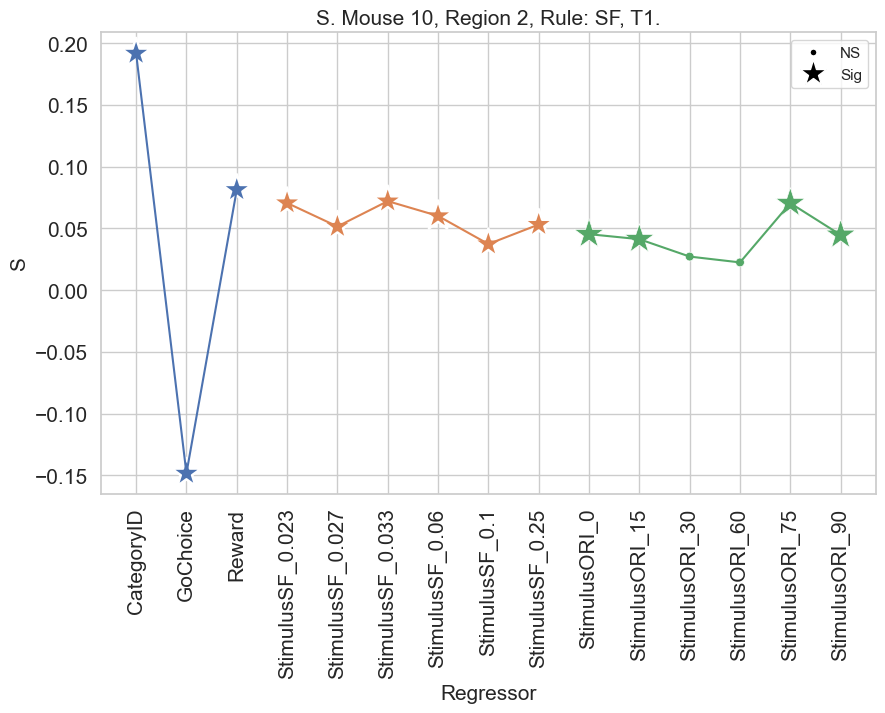 S. Mouse 10, Region 2, Rule: SF, T1.
NS
Sig
0.20
0.15
0.10
0.05
0.00
−0.05
−0.10
−0.15
S
CategoryID
GoChoice
Reward
StimulusSF_0.023
StimulusSF_0.027
StimulusSF_0.033
StimulusSF_0.06
StimulusSF_0.1
StimulusSF_0.25
StimulusORI_0
StimulusORI_15
StimulusORI_30
StimulusORI_60
StimulusORI_75
StimulusORI_90
Regressor